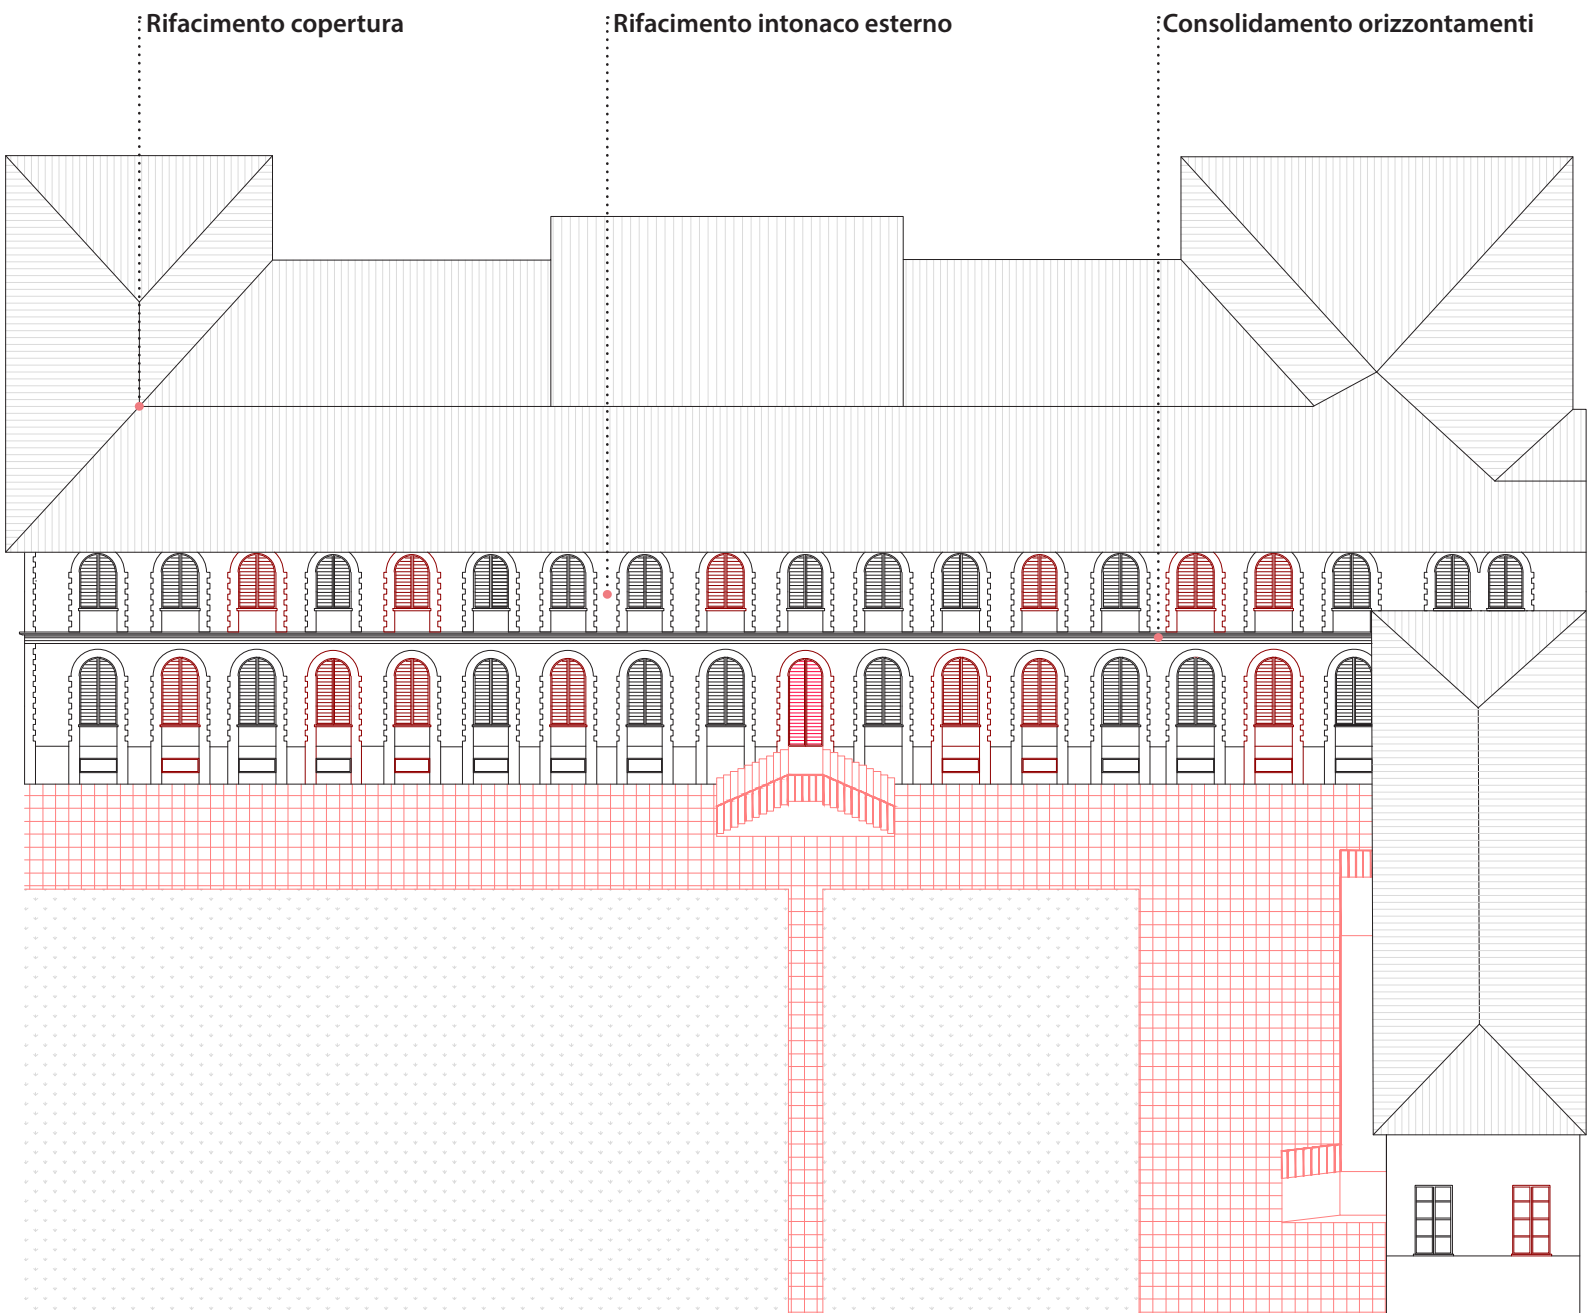 Rifacimento copertura
Rifacimento intonaco esterno
Consolidamento orizzontamenti